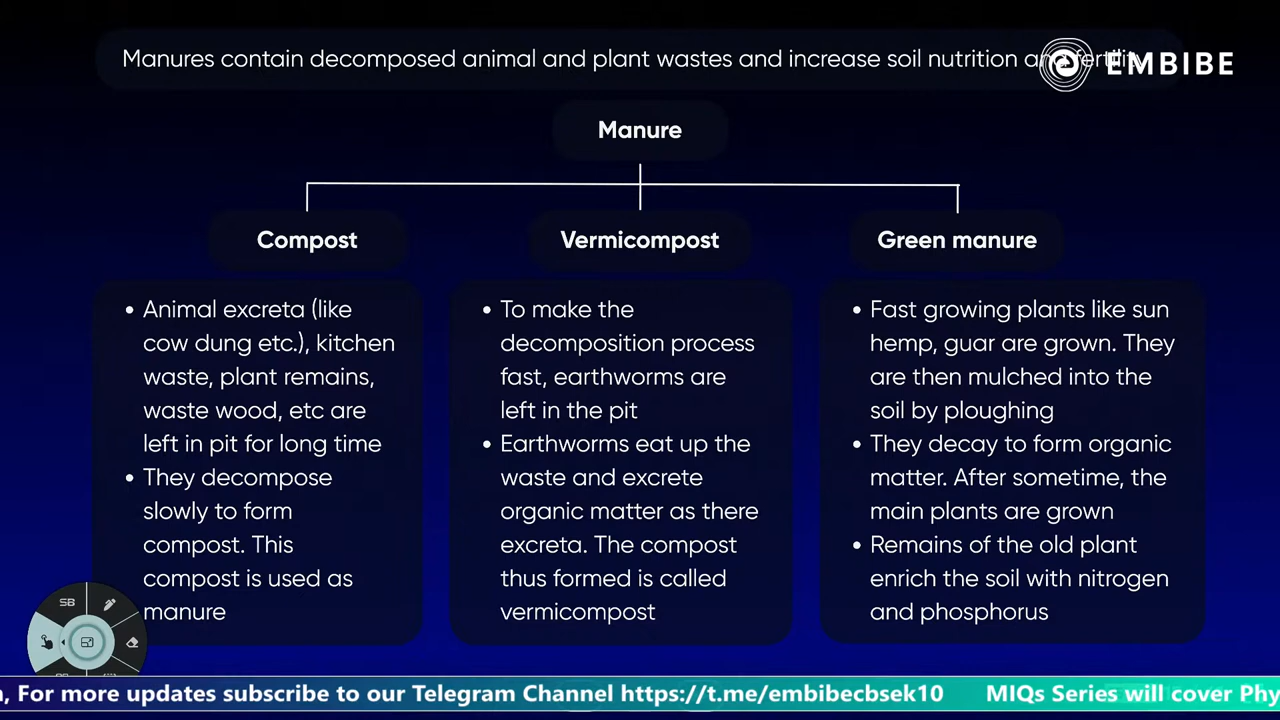 Manures contain decomposed animal and plant wastes and increase soil nutrition and fertility
EMBIBE
Manure
Compost
Vermicompost
Green manure
• Animal excreta (like
cow dung etc.), kitchen
waste, plant remains,
waste wood, etc are
left in pit for long time
• They decompose
slowly to form
compost. This
compost is used as
manure
• To make the
decomposition process
fast, earthworms are
left in the pit
• Earthworms eat up the
waste and excrete
organic matter as there
excreta. The compost
thus formed is called
vermicompost
• Fast growing plants like sun
hemp, guar are grown. They
are then mulched into the
soil by ploughing
• They decay to form organic
matter. After sometime, the
main plants are grown
• Remains of the old plant
enrich the soil with nitrogen
and phosphorus
SB
, For more updates subscribe to our Telegram Channel https://t.me/embibecbsek10 MIQs Series will cover Phy